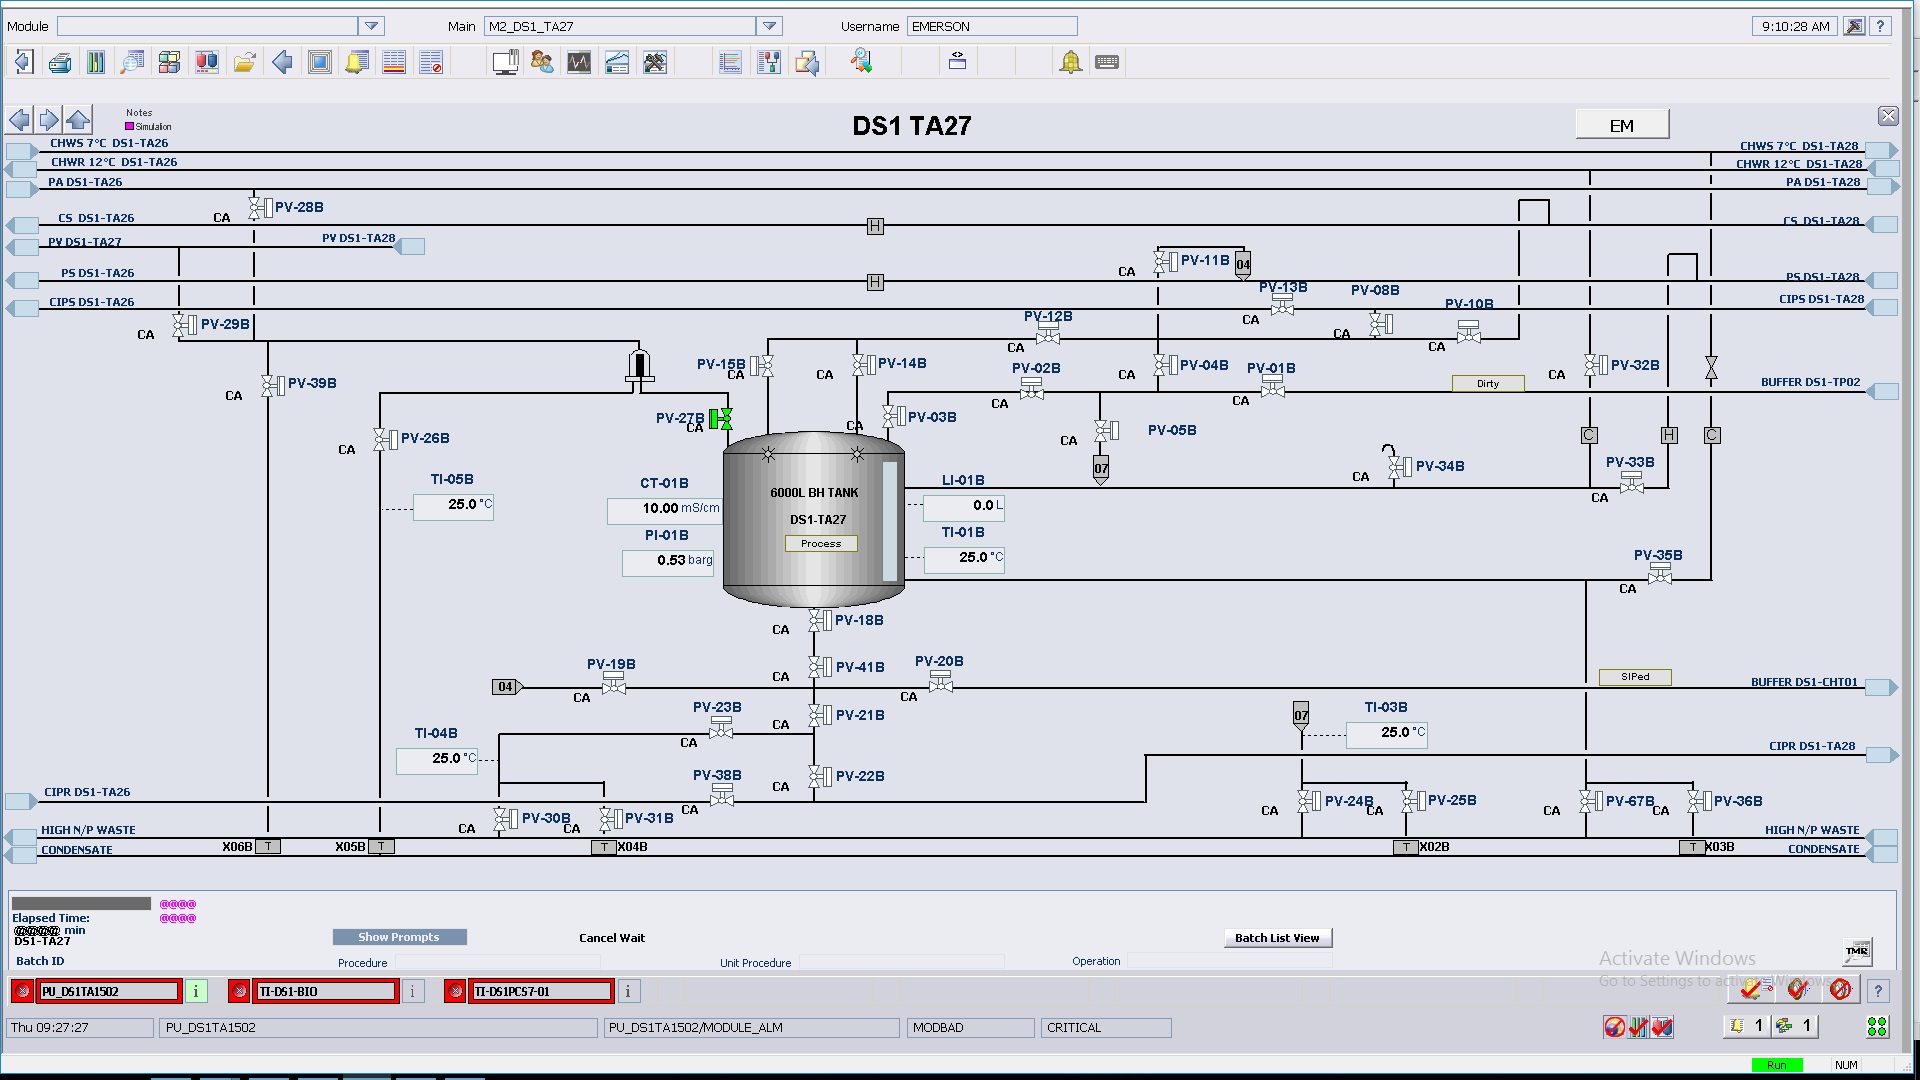 Module
Main M2_DS1_TA27
Username EMERSON
9:10:28 AM
?
Notes
Simulation
DS1 TA27
EM
CHWS 7°C DS1-TA26
CHWS 7°C DS1-TA28
CHWR 12°C DS1-TA26
CHWR 12°C DS1-TA28
PA DS1-TA26
PA DS1-TA28
CA PV-28B
CS DS1-TA26
H
CS DS1-TA28
PV DS1-TA27
PV DS1-TA28
CA PV-11B 04
PS DS1-TA26
H
PS DS1-TA28
PV-13B
CA
PV-08B
CA
PV-10B
CA
CIPS DS1-TA26
CIPS DS1-TA28
CA PV-29B
PV-12B
CA
PV-15B
CA
CA PV-14B
PV-02B
CA
CA PV-04B
PV-01B
CA
CA PV-32B
CA PV-39B
Dirty
BUFFER DS1-TP02
PV-27B
CA
CA PV-03B
CA PV-05B
07
C
H
C
CA PV-26B
CA PV-34B
PV-33B
CA
TI-05B
25.0 °C
CT-01B
10.00 mS/cm
PI-01B
0.53 barg
6000L BH TANK
DS1-TA27
Process
LI-01B
0.0 L
TI-01B
25.0 °C
PV-35B
CA
CA PV-18B
PV-19B
04
CA
CA PV-41B
PV-20B
CA
SIPed
BUFFER DS1-CHT01
PV-23B
CA
CA PV-21B
07
TI-03B
25.0 °C
TI-04B
25.0 °C
CIPR DS1-TA28
PV-38B
CA
CA PV-22B
CIPR DS1-TA26
CA PV-30B
CA PV-31B
CA PV-24B
CA PV-25B
CA PV-67B
CA PV-36B
HIGH N/P WASTE
HIGH N/P WASTE
X06B T
X05B T
T X04B
T X02B
T X03B
CONDENSATE
CONDENSATE
@@@@
Elapsed Time: @@@@
@@@@ min
DS1-TA27
Show Prompts
Cancel Wait
Batch List View
TMR
Batch ID
Procedure
Unit Procedure
Operation
Activate Windows
Go to Settings to activate Windows.
PU_DS1TA1502 i
TI-DS1-BIO i
TI-DS1PCS7-01 i
?
Thu 09:27:27
PU_DS1TA1502
PU_DS1TA1502/MODULE_ALM
MODBAD
CRITICAL
1
1
Run
NUM